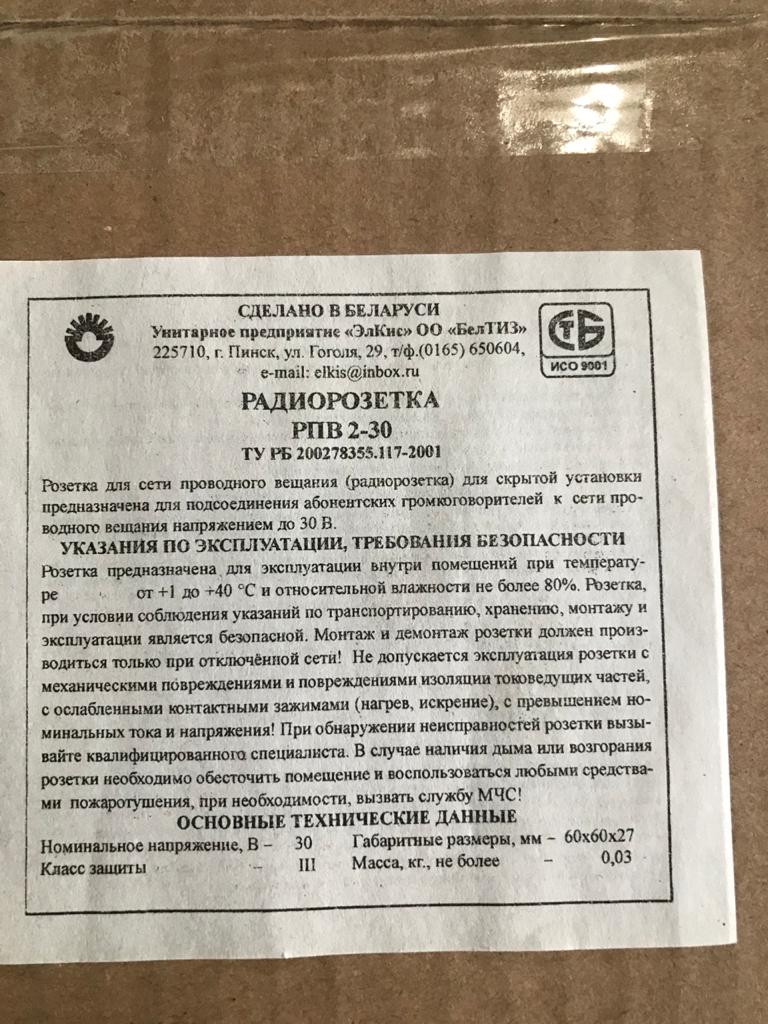 СДЕЛАНО В БЕЛАРУСИ
Унитарное предприятие «ЭлКис» ОО «БелТИЗ»
225710, г. Пинск, ул. Гоголя, 29, т/ф.(0165) 650604,
e-mail: elkis@inbox.ru
СТБ
ИСО 9001
РАДИОРОЗЕТКА
РПВ 2-30
ТУ РБ 200278355.117-2001
Розетка для сети проводного вещания (радиорозетка) для скрытой установки
предназначена для подсоединения абонентских громкоговорителей к сети про-
водного вещания напряжением до 30 В.
УКАЗАНИЯ ПО ЭКСПЛУАТАЦИИ, ТРЕБОВАНИЯ БЕЗОПАСНОСТИ
Розетка предназначена для эксплуатации внутри помещений при температу-
ре от +1 до +40 °С и относительной влажности не более 80%. Розетка,
при условии соблюдения указаний по транспортированию, хранению, монтажу и
эксплуатации является безопасной. Монтаж и демонтаж розетки должен произ-
водиться только при отключённой сети! Не допускается эксплуатация розетки с
механическими повреждениями и повреждениями изоляции токоведущих частей,
с ослабленными контактными зажимами (нагрев, искрение), с превышением но-
минальных тока и напряжения! При обнаружении неисправностей розетки вызы-
вайте квалифицированного специалиста. В случае наличия дыма или возгорания
розетки необходимо обесточить помещение и воспользоваться любыми средства-
ми пожаротушения, при необходимости, вызвать службу МЧС!
ОСНОВНЫЕ ТЕХНИЧЕСКИЕ ДАННЫЕ
Номинальное напряжение, В – 30 Габаритные размеры, мм – 60х60х27
Класс защиты – III Масса, кг., не более – 0,03